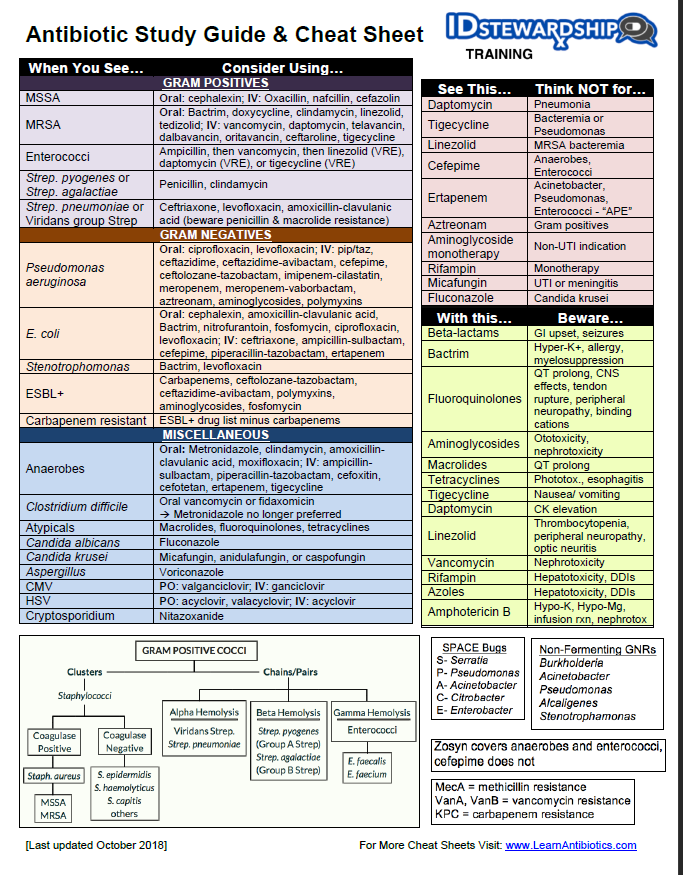 Antibiotic Study Guide & Cheat Sheet
IDSTEWARDSHIP
TRAINING
When You See… Consider Using…
GRAM POSITIVES
MSSA Oral: cephalexin; IV: Oxacillin, nafcillin, cefazolin
MRSA Oral: Bactrim, doxycycline, clindamycin, linezolid,
tedizolid; IV: vancomycin, daptomycin, telavancin,
dalbavancin, oritavancin, ceftaroline, tigecycline
Enterococci Ampicillin, then vancomycin, then linezolid (VRE),
daptomycin (VRE), or tigecycline (VRE)
Strep. pyogenes or
Strep. agalactiae Penicillin, clindamycin
Strep. pneumoniae or
Viridans group Strep Ceftriaxone, levofloxacin, amoxicillin-clavulanic
acid (beware penicillin & macrolide resistance)
GRAM NEGATIVES
Pseudomonas
aeruginosa
Oral: ciprofloxacin, levofloxacin; IV: pip/taz,
ceftazidime, ceftazidime-avibactam, cefepime,
ceftolozane-tazobactam, imipenem-cilastatin,
meropenem, meropenem-vaborbactam,
aztreonam, aminoglycosides, polymyxins
E. coli Oral: cephalexin, amoxicillin-clavulanic acid,
Bactrim, nitrofurantoin, fosfomycin, ciprofloxacin,
levofloxacin; IV: ceftriaxone, ampicillin-sulbactam,
cefepime, piperacillin-tazobactam, ertapenem
Stenotrophomonas Bactrim, levofloxacin
ESBL+ Carbapenems, ceftolozane-tazobactam,
ceftazidime-avibactam, polymyxins,
aminoglycosides, fosfomycin
Carbapenem resistant ESBL+ drug list minus carbapenems
MISCELLANEOUS
Anaerobes Oral: Metronidazole, clindamycin, amoxicillin-
clavulanic acid, moxifloxacin; IV: ampicillin-
sulbactam, piperacillin-tazobactam, cefoxitin,
cefotetan, ertapenem, tigecycline
Clostridium difficile Oral vancomycin or fidaxomicin
→ Metronidazole no longer preferred
Atypicals Macrolides, fluoroquinolones, tetracyclines
Candida albicans Fluconazole
Candida krusei Micafungin, anidulafungin, or caspofungin
Aspergillus Voriconazole
CMV PO: valganciclovir; IV: ganciclovir
HSV PO: acyclovir, valacyclovir; IV: acyclovir
Cryptosporidium Nitazoxanide
See This… Think NOT for…
Daptomycin Pneumonia
Tigecycline Bacteremia or
Pseudomonas
Linezolid MRSA bacteremia
Cefepime Anaerobes,
Enterococci
Ertapenem Acinetobacter,
Pseudomonas,
Enterococci - “APE”
Aztreonam Gram positives
Aminoglycoside
monotherapy Non-UTI indication
Rifampin Monotherapy
Micafungin UTI or meningitis
Fluconazole Candida krusei
With this… Beware…
Beta-lactams GI upset, seizures
Bactrim Hyper-K+, allergy,
myelosuppression
Fluoroquinolones QT prolong, CNS
effects, tendon
rupture, peripheral
neuropathy, binding
cations
Aminoglycosides Ototoxicity,
nephrotoxicity
Macrolides QT prolong
Tetracyclines Phototox., esophagitis
Tigecycline Nausea/ vomiting
Daptomycin CK elevation
Linezolid Thrombocytopenia,
peripheral neuropathy,
optic neuritis
Vancomycin Nephrotoxicity
Rifampin Hepatotoxicity, DDIs
Azoles Hepatotoxicity, DDIs
Amphotericin B Hypo-K, Hypo-Mg,
infusion rxn, nephrotox
GRAM POSITIVE COCCI
Clusters Chains/Pairs
Staphylococci
Coagulase
Positive
Coagulase
Negative
Staph. aureus
MSSA
MRSA
S. epidermidis
S. haemolyticus
S. capitis
others
Alpha Hemolysis
Viridans Strep.
Strep. pneumoniae
Beta Hemolysis
Strep. pyogenes
(Group A Strep)
Strep. agalactiae
(Group B Strep)
Gamma Hemolysis
Enterococci
E. faecalis
E. faecium
SPACE Bugs
S- Serratia
P- Pseudomonas
A- Acinetobacter
C- Citrobacter
E- Enterobacter
Non-Fermenting GNRs
Burkholderia
Acinetobacter
Pseudomonas
Alcaligenes
Stenotrophamonas
Zosyn covers anaerobes and enterococci,
cefepime does not
MecA = methicillin resistance
VanA, VanB = vancomycin resistance
KPC = carbapenem resistance
[Last updated October 2018]
For More Cheat Sheets Visit: www.LearnAntibiotics.com